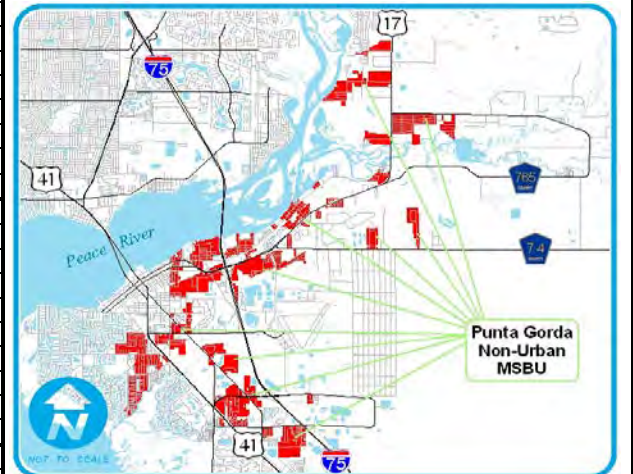 17
75
41
765
74
Peace River
Punta Gorda
Non-Urban
MSBU
N
NOT TO SCALE
41
75